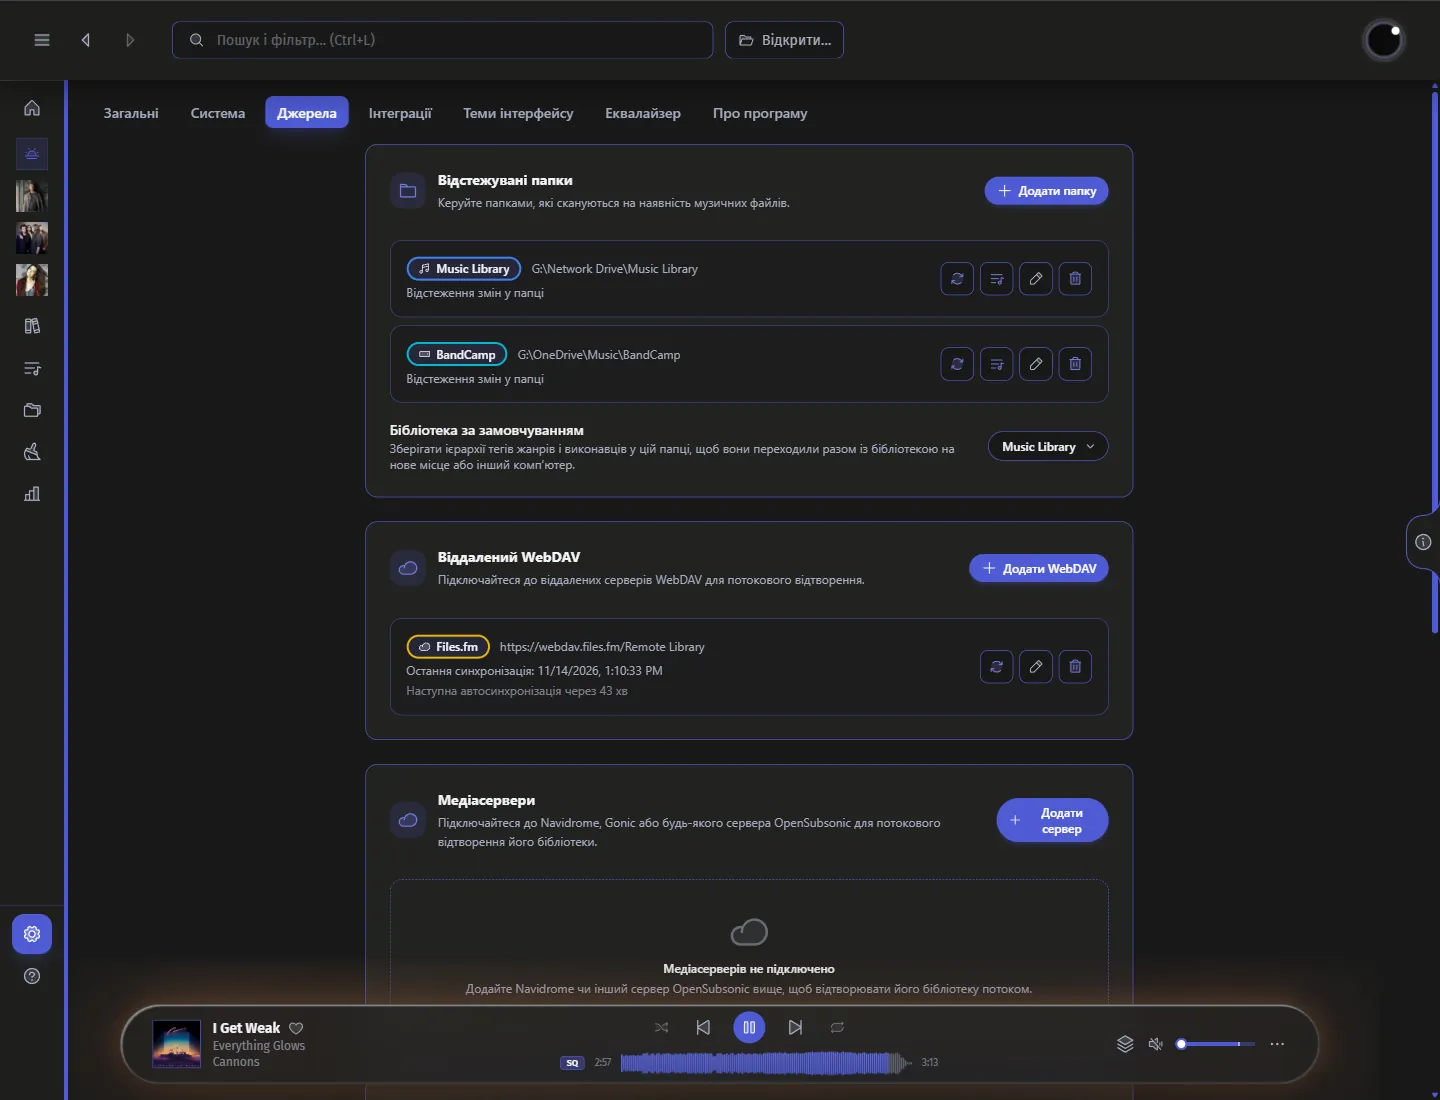 Пошук і фільтр... (Ctrl+L)
Відкрити...
Загальні
Система
Джерела
Інтеграції
Теми інтерфейсу
Еквалайзер
Про програму
Відстежувані папки
Керуйте папками, які скануються на наявність музичних файлів.
Додати папку
Music Library
G:\Network Drive\Music Library
Відстеження змін у папці
BandCamp
G:\OneDrive\Music\BandCamp
Відстеження змін у папці
Бібліотека за замовчуванням
Зберігати ієрархії тегів жанрів і виконавців у цій папці, щоб вони переходили разом із бібліотекою на
нове місце або інший комп’ютер.
Music Library
Віддалений WebDAV
Підключайтеся до віддалених серверів WebDAV для потокового відтворення.
Додати WebDAV
Files.fm
https://webdav.files.fm/Remote Library
Остання синхронізація: 11/14/2026, 1:10:33 PM
Наступна автосинхронізація через 43 хв
Медіасервери
Підключайтеся до Navidrome, Gonic або будь-якого сервера OpenSubsonic для потокового
відтворення його бібліотеки.
Додати
сервер
Медіасерверів не підключено
Додайте Navidrome чи інший сервер OpenSubsonic вище, щоб відтворювати його бібліотеку потоком.
I Get Weak
Everything Glows
Cannons
SQ
2:57
3:13